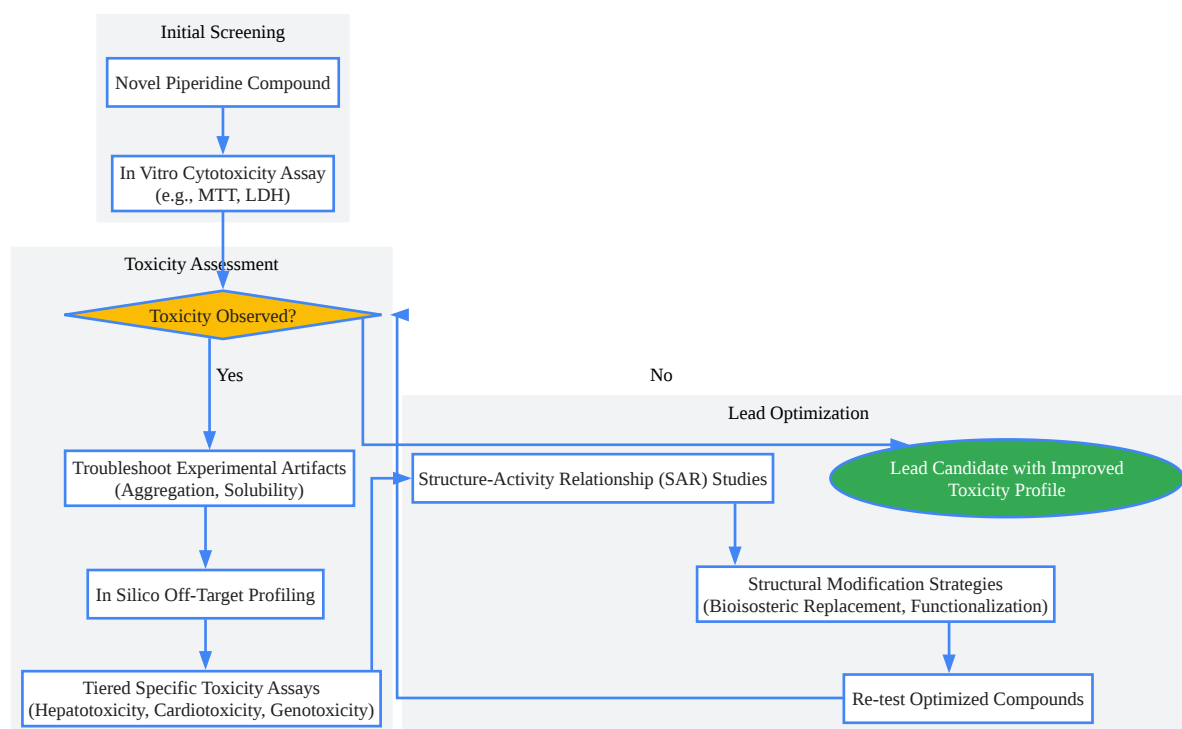 Initial Screening
Novel Piperidine Compound
In Vitro Cytotoxicity Assay
(e.g., MTT, LDH)
Toxicity Assessment
Toxicity Observed?
Yes
No
Troubleshoot Experimental Artifacts
(Aggregation, Solubility)
In Silico Off-Target Profiling
Tiered Specific Toxicity Assays
(Hepatotoxicity, Cardiotoxicity, Genotoxicity)
Lead Optimization
Structure-Activity Relationship (SAR) Studies
Lead Candidate with Improved
Toxicity Profile
Structural Modification Strategies
(Bioisosteric Replacement, Functionalization)
Re-test Optimized Compounds